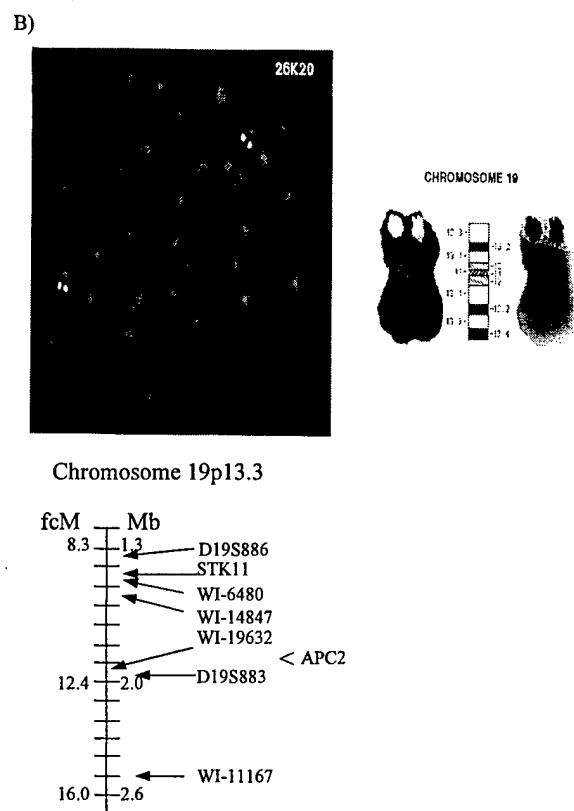 B)
26K20
CHROMOSOME 19
Chromosome 19p13.3
fcM Mb
8.3 1.3 D19S886
STK11
WI-6480
WI-14847
WI-19632
< APC2
12.4 2.0 D19S883
WI-11167
16.0 2.6